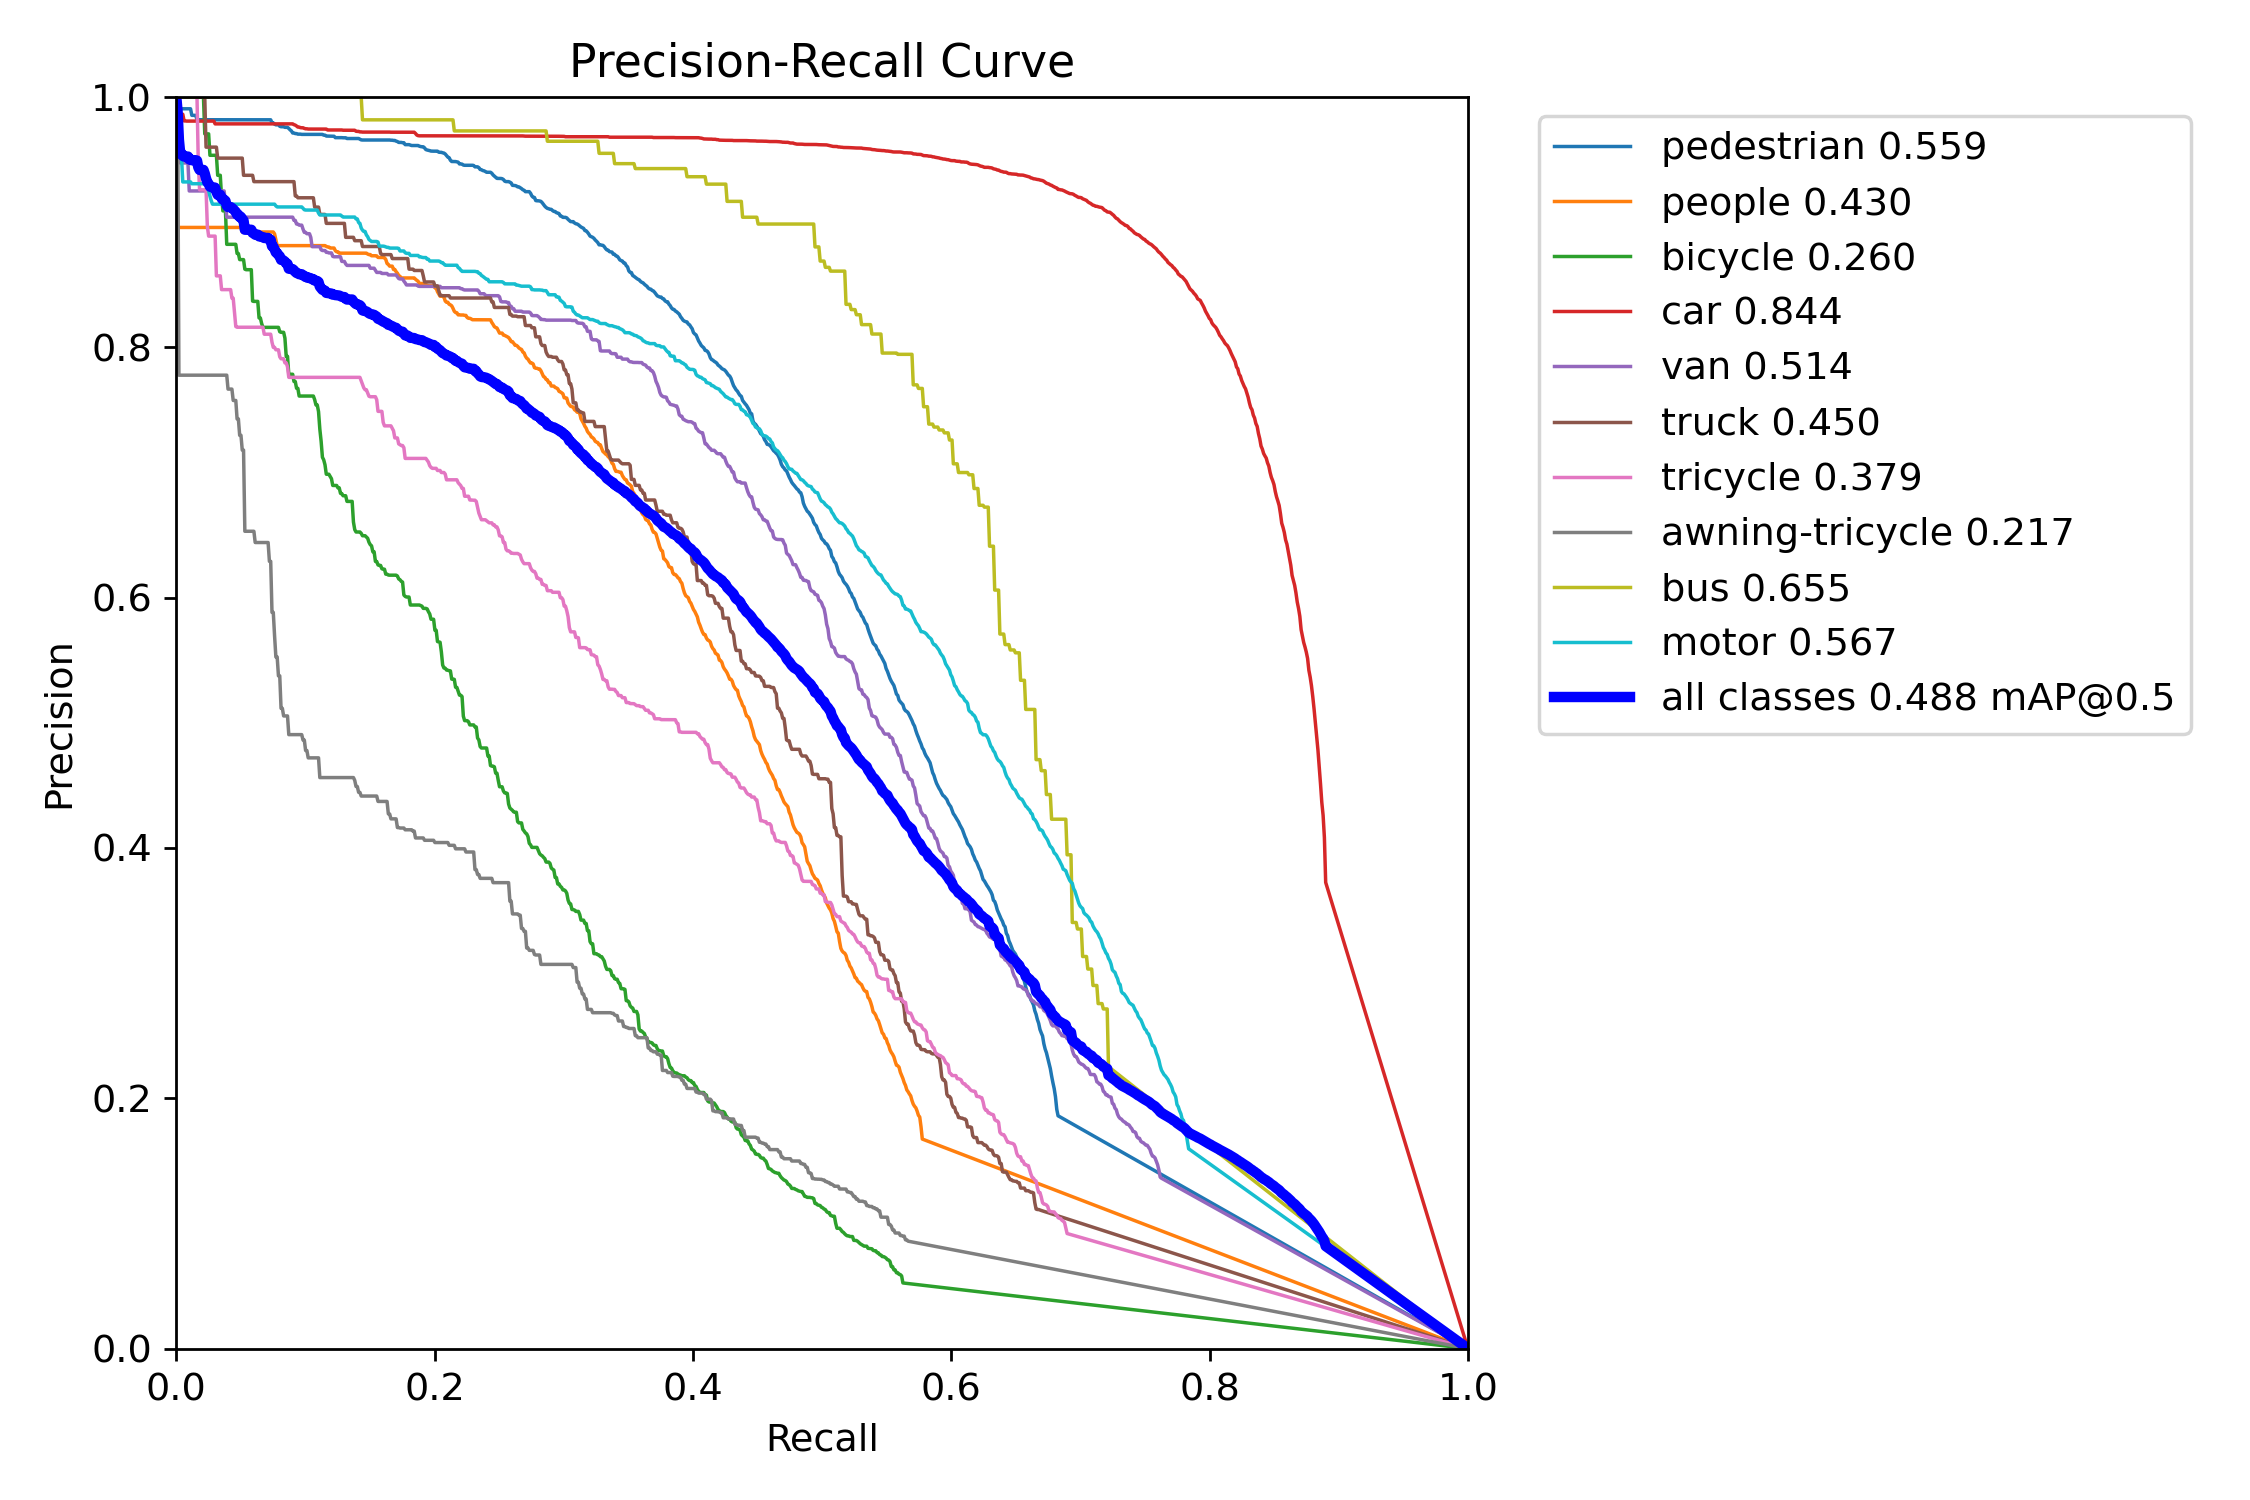 Precision-Recall Curve
1.0
0.8
0.6
0.4
0.2
0.0
Precision
0.0 0.2 0.4 0.6 0.8 1.0
Recall
pedestrian 0.559
people 0.430
bicycle 0.260
car 0.844
van 0.514
truck 0.450
tricycle 0.379
awning-tricycle 0.217
bus 0.655
motor 0.567
all classes 0.488 mAP@0.5